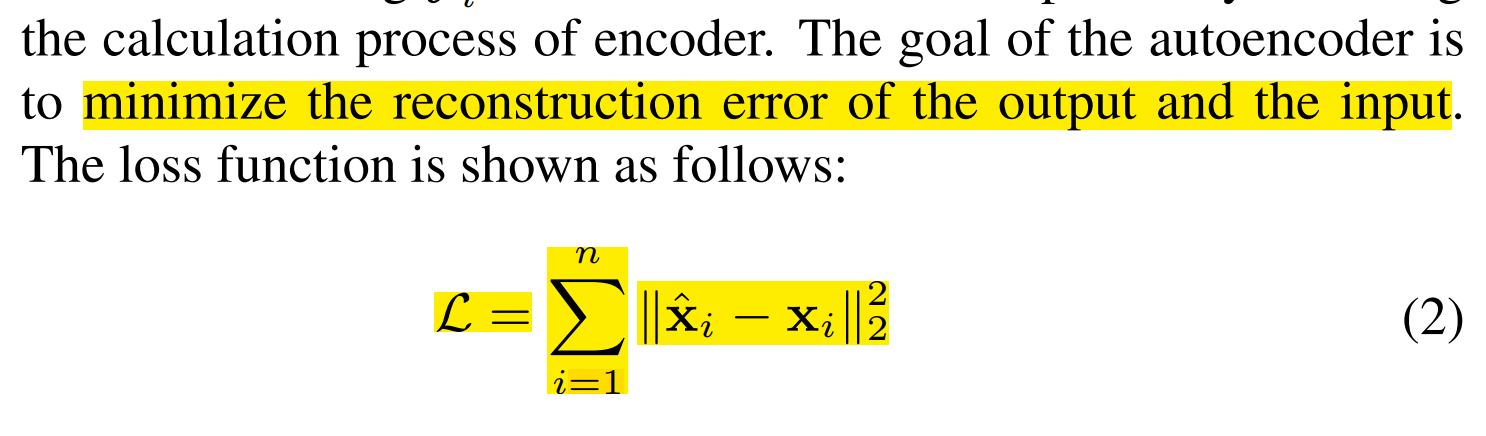 the calculation process of encoder. The goal of the autoencoder is
to minimize the reconstruction error of the output and the input.
The loss function is shown as follows:
$\mathcal{L} = \sum_{i=1}^{n} \|\hat{\mathbf{x}}_i - \mathbf{x}_i\|_2^2$ (2)